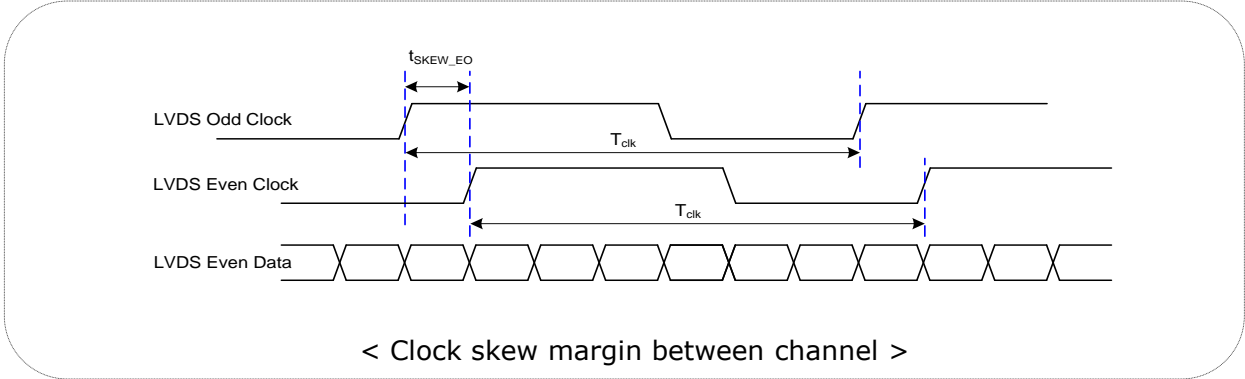 tSKEW_EO
LVDS Odd Clock
Tclk
LVDS Even Clock
Tclk
LVDS Even Data
< Clock skew margin between channel >